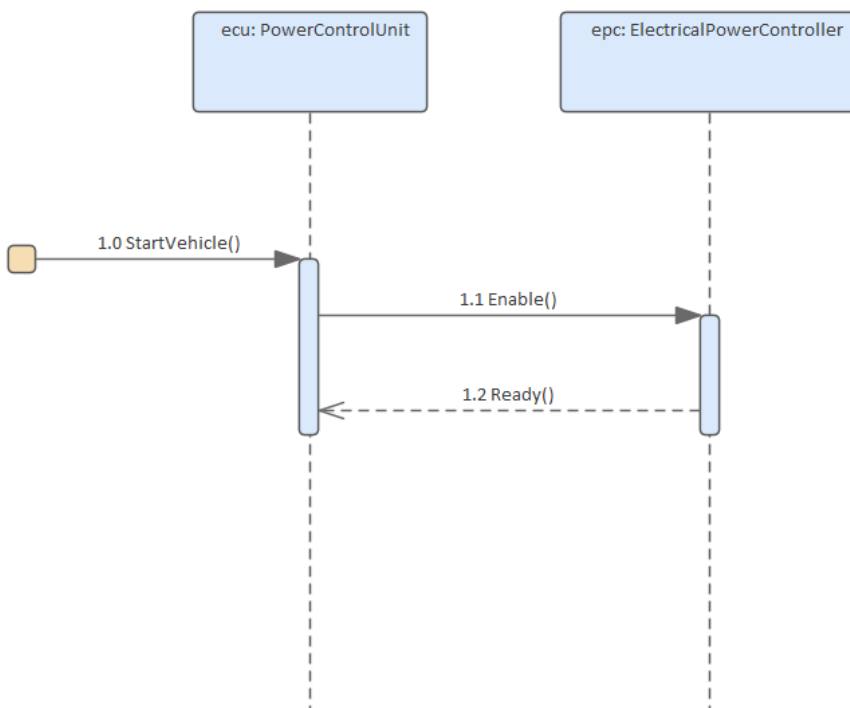 ecu: PowerControlUnit
epc: ElectricalPowerController
1.0 StartVehicle()
1.1 Enable()
1.2 Ready()